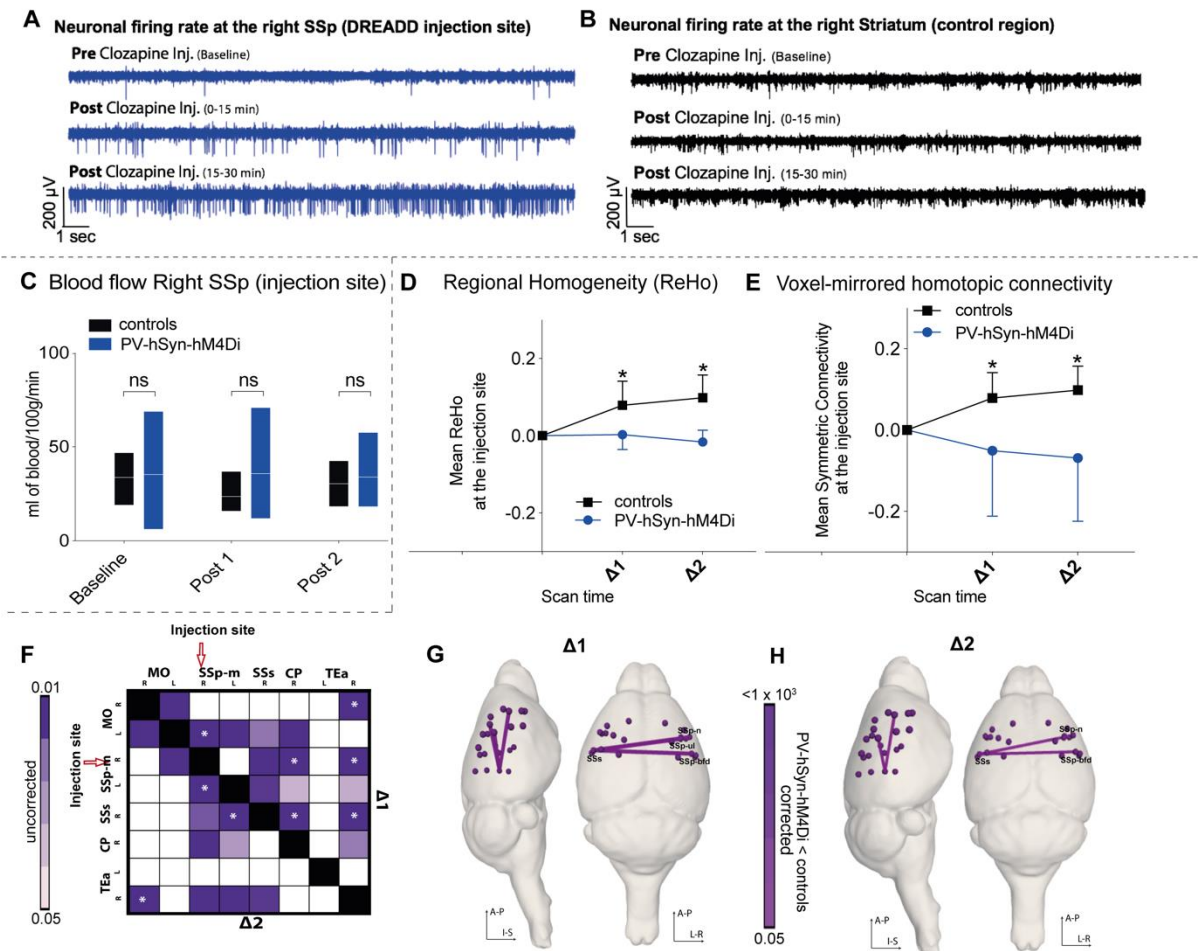 A Neuronal firing rate at the right SSp (DREADD injection site)
Pre Clozapine Inj. (Baseline)
Post Clozapine Inj. (0-15 min)
Post Clozapine Inj. (15-30 min)
200 µV
1 sec
B Neuronal firing rate at the right Striatum (control region)
Pre Clozapine Inj. (Baseline)
Post Clozapine Inj. (0-15 min)
Post Clozapine Inj. (15-30 min)
200 µV
1 sec
C Blood flow Right SSp (injection site)
controls
PV-hSyn-hM4Di
ml of blood/100g/min
100
50
0
ns
ns
ns
Baseline
Post 1
Post 2
D Regional Homogeneity (ReHo)
Mean ReHo
at the injection site
0.2
0.0
-0.2
*
*
controls
PV-hSyn-hM4Di
Δ1
Δ2
Scan time
E Voxel-mirrored homotopic connectivity
controls
PV-hSyn-hM4Di
Mean Symmetric Connectivity
at the injection site
0.2
0.0
-0.2
*
*
Δ1
Δ2
Scan time
F
Injection site
MO SSp-m SSs CP TEa
R L R L R R L R
0.01
uncorrected
0.05
Injection site
MO
R
L
SSp-m
R
L
SSs
R
CP
R
TEa
L
R
*
*
* *
*
* * *
*
Δ1
Δ2
G
Δ1
SSp-n
SSp-ul
SSs
SSp-bfd
A-P
I-S
A-P
L-R
H
Δ2
<1 x 10³
PV-hSyn-hM4Di < controls
corrected
0.05
SSp-n
SSs
SSp-bfd
A-P
I-S
A-P
L-R